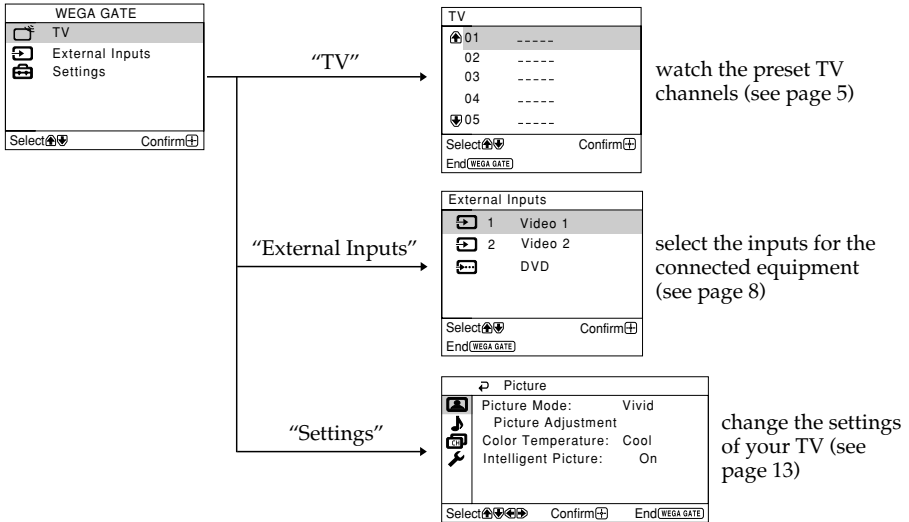 WEGA GATE
TV
External Inputs
Settings
Select Confirm
"TV"
TV
01 -----
02 -----
03 -----
04 -----
05 -----
Select Confirm
End WEGA GATE
watch the preset TV
channels (see page 5)
"External Inputs"
External Inputs
1 Video 1
2 Video 2
DVD
Select Confirm
End WEGA GATE
select the inputs for the
connected equipment
(see page 8)
"Settings"
Picture
Picture Mode: Vivid
Picture Adjustment
CH
Color Temperature: Cool
Intelligent Picture: On
Select Confirm End WEGA GATE
change the settings
of your TV (see
page 13)